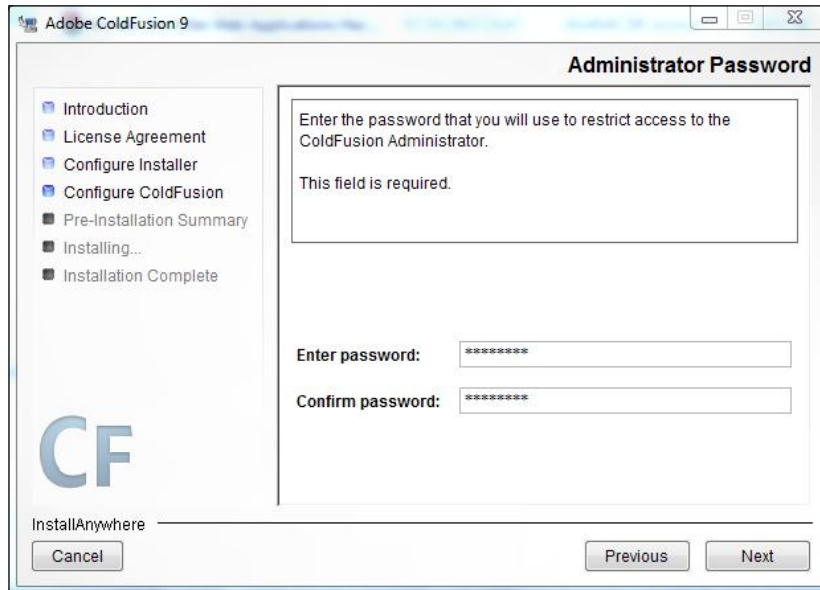 Adobe ColdFusion 9
Administrator Password
Introduction
License Agreement
Configure Installer
Configure ColdFusion
Pre-Installation Summary
Installing...
Installation Complete
Enter the password that you will use to restrict access to the
ColdFusion Administrator.
This field is required.
Enter password: ********
Confirm password: ********
CF
InstallAnywhere
Cancel
Previous
Next